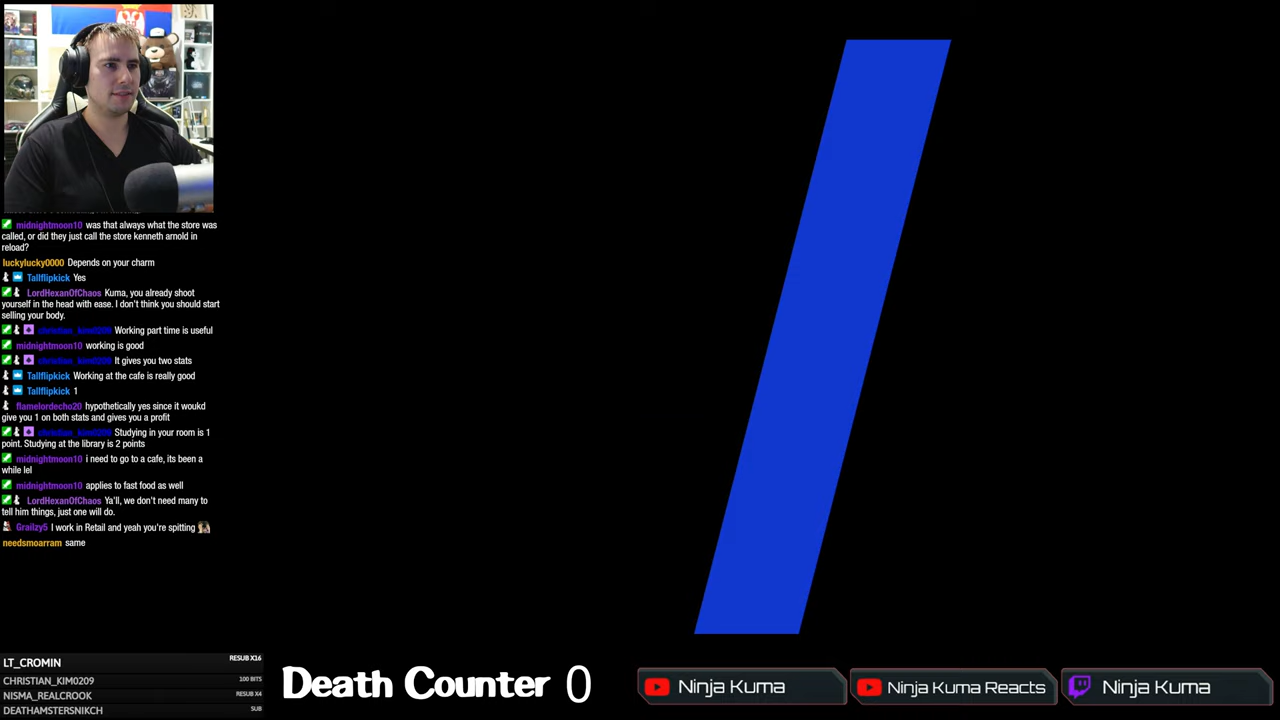 midnightmoon10 was that always what the store was
called, or did they just call the store kenneth arnold in
reload?
luckylucky0000 Depends on your charm
Tallflipkick Yes
LordHexanOfChaos Kuma, you already shoot
yourself in the head with ease. I don't think you should start
selling your body.
christian_kim0209 Working part time is useful
midnightmoon10 working is good
christian_kim0209 It gives you two stats
Tallflipkick Working at the cafe is really good
Tallflipkick 1
flamelordecho20 hypothetically yes since it woukd
give you 1 on both stats and gives you a profit
christian_kim0209 Studying in your room is 1
point. Studying at the library is 2 points
midnightmoon10 i need to go to a cafe, its been a
while lel
midnightmoon10 applies to fast food as well
LordHexanOfChaos Ya'll, we don't need many to
tell him things, just one will do.
Grailzy5 I work in Retail and yeah you're spitting
needsmoarram same
LT_CROMIN RESUB X16
CHRISTIAN_KIM0209 100 BITS
NISMA_REALCROOK RESUB X4
DEATHAMSTERSNIKCH SUB
Death Counter 0
Ninja Kuma
Ninja Kuma Reacts
Ninja Kuma